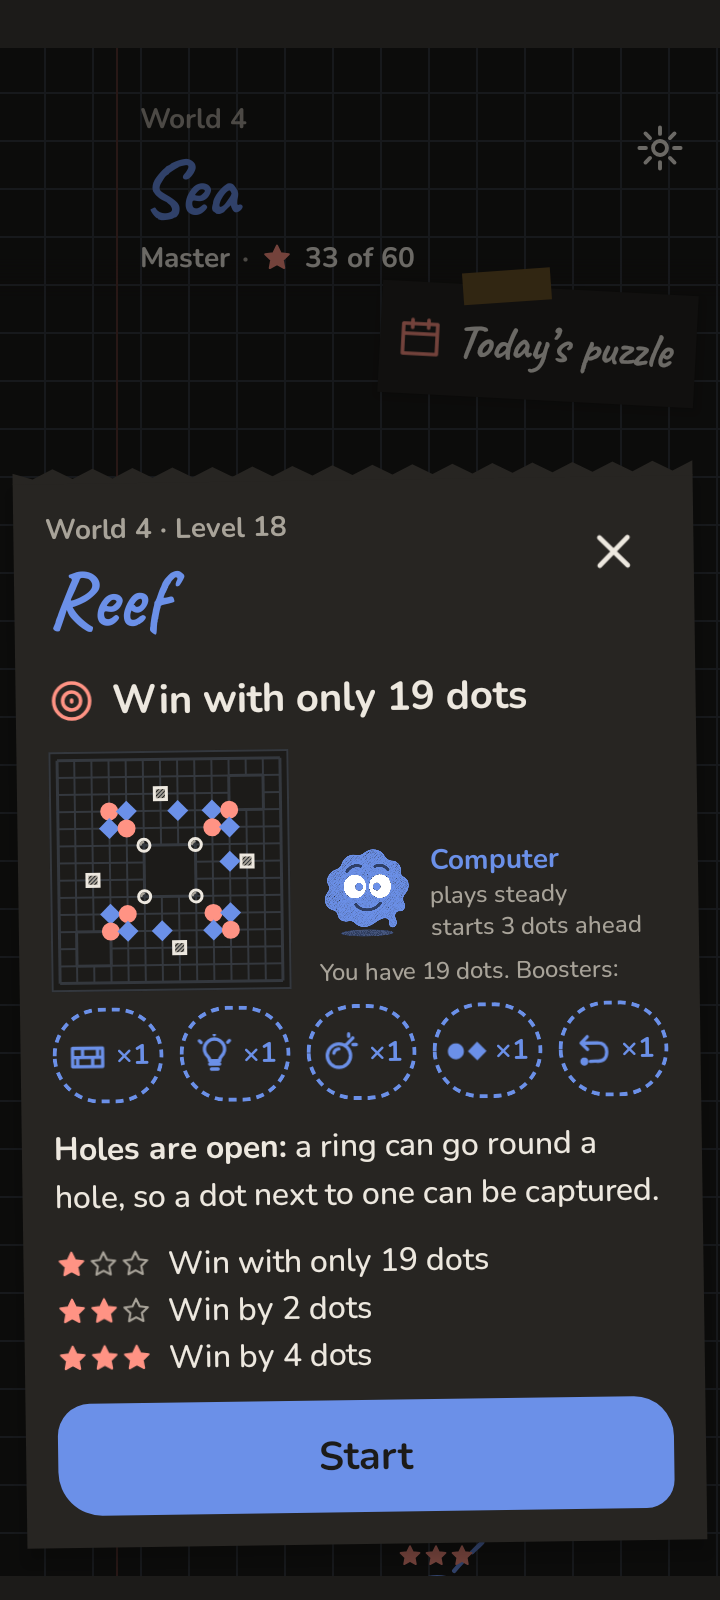 World 4
Sea
Master · 33 of 60
Today's puzzle
World 4 · Level 18
Reef
Win with only 19 dots
Computer
plays steady
starts 3 dots ahead
You have 19 dots. Boosters:
×1 ×1 ×1 ×1 ×1
Holes are open: a ring can go round a
hole, so a dot next to one can be captured.
Win with only 19 dots
Win by 2 dots
Win by 4 dots
Start